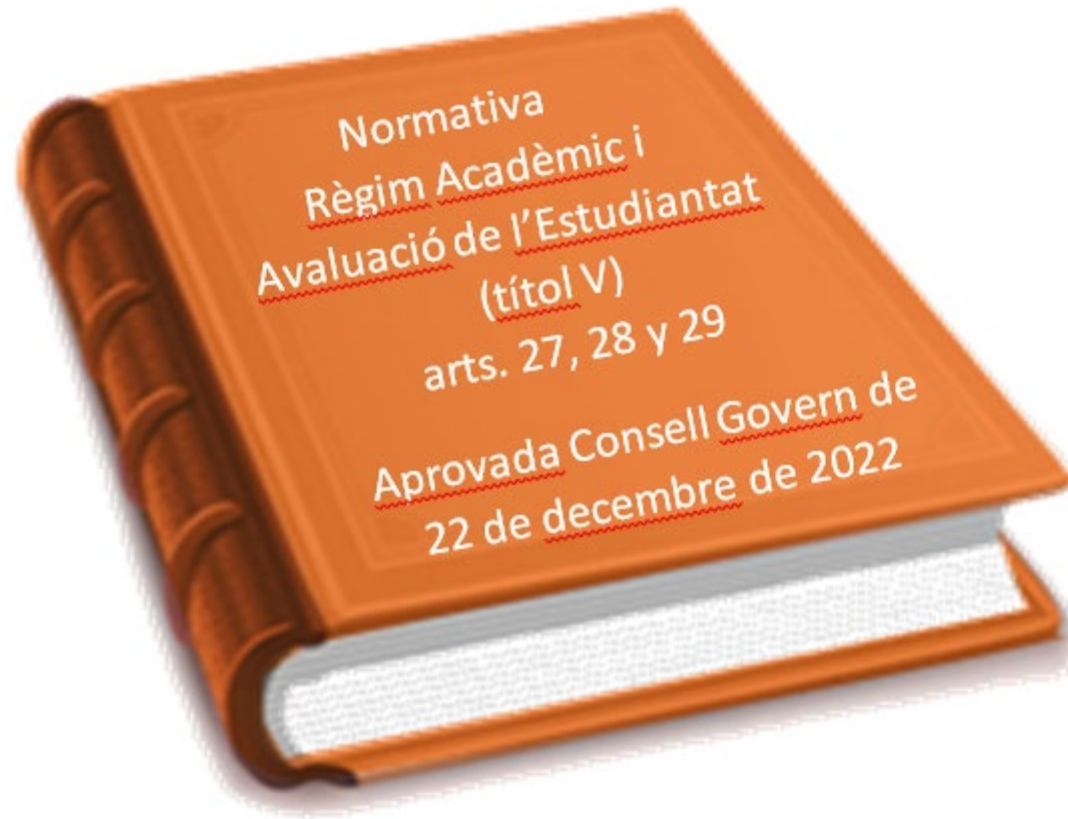 Normativa
Règim Acadèmic i
Avaluació de l'Estudiantat
(títol V)
arts. 27, 28 y 29
Aprovada Consell Govern de
22 de decembre de 2022